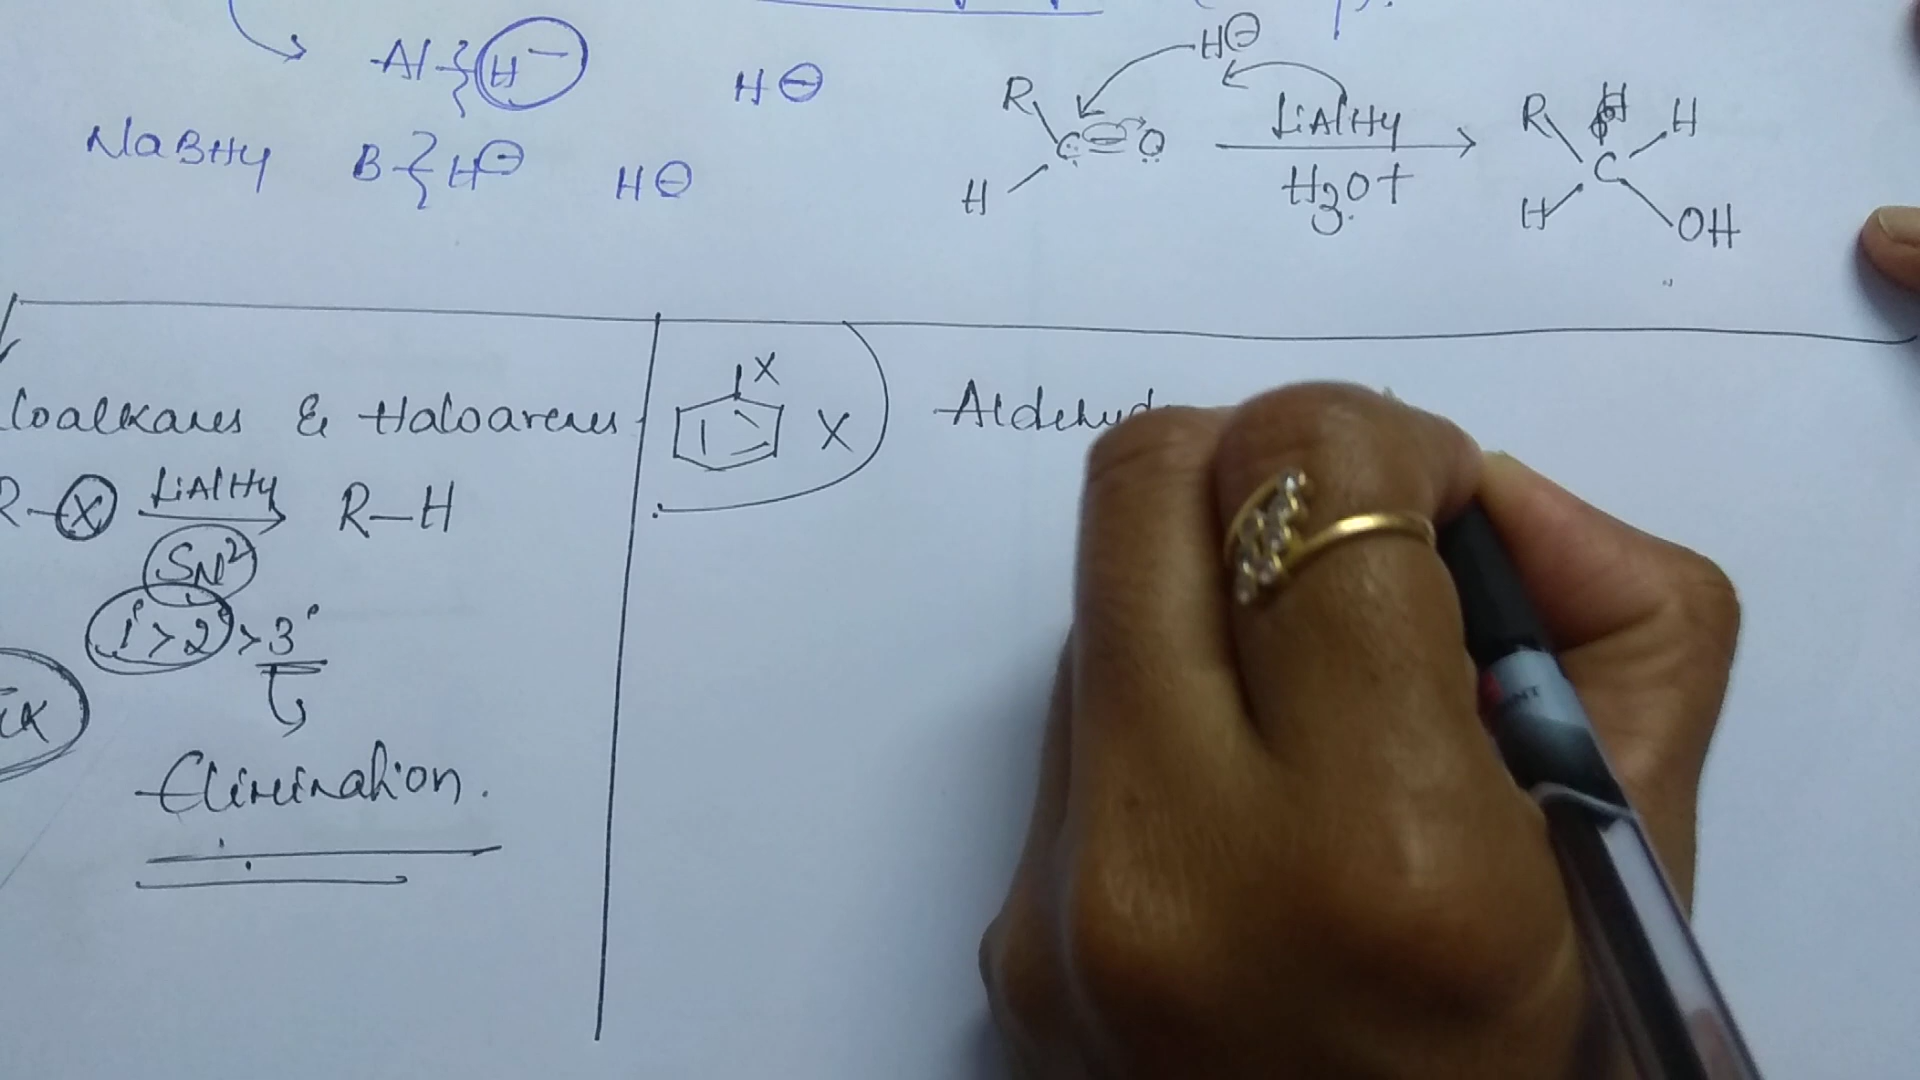 Al H⁻ H⊖
NaBH4 B H⊖ H⊖
H⊖
R C O H LiAlH4 H3O+ R H H C H OH
loalkanes & Haloarenes
X X
Aldehyd
R-X LiAlH4 R-H
SN2
1°>2°>3°
Elimination.